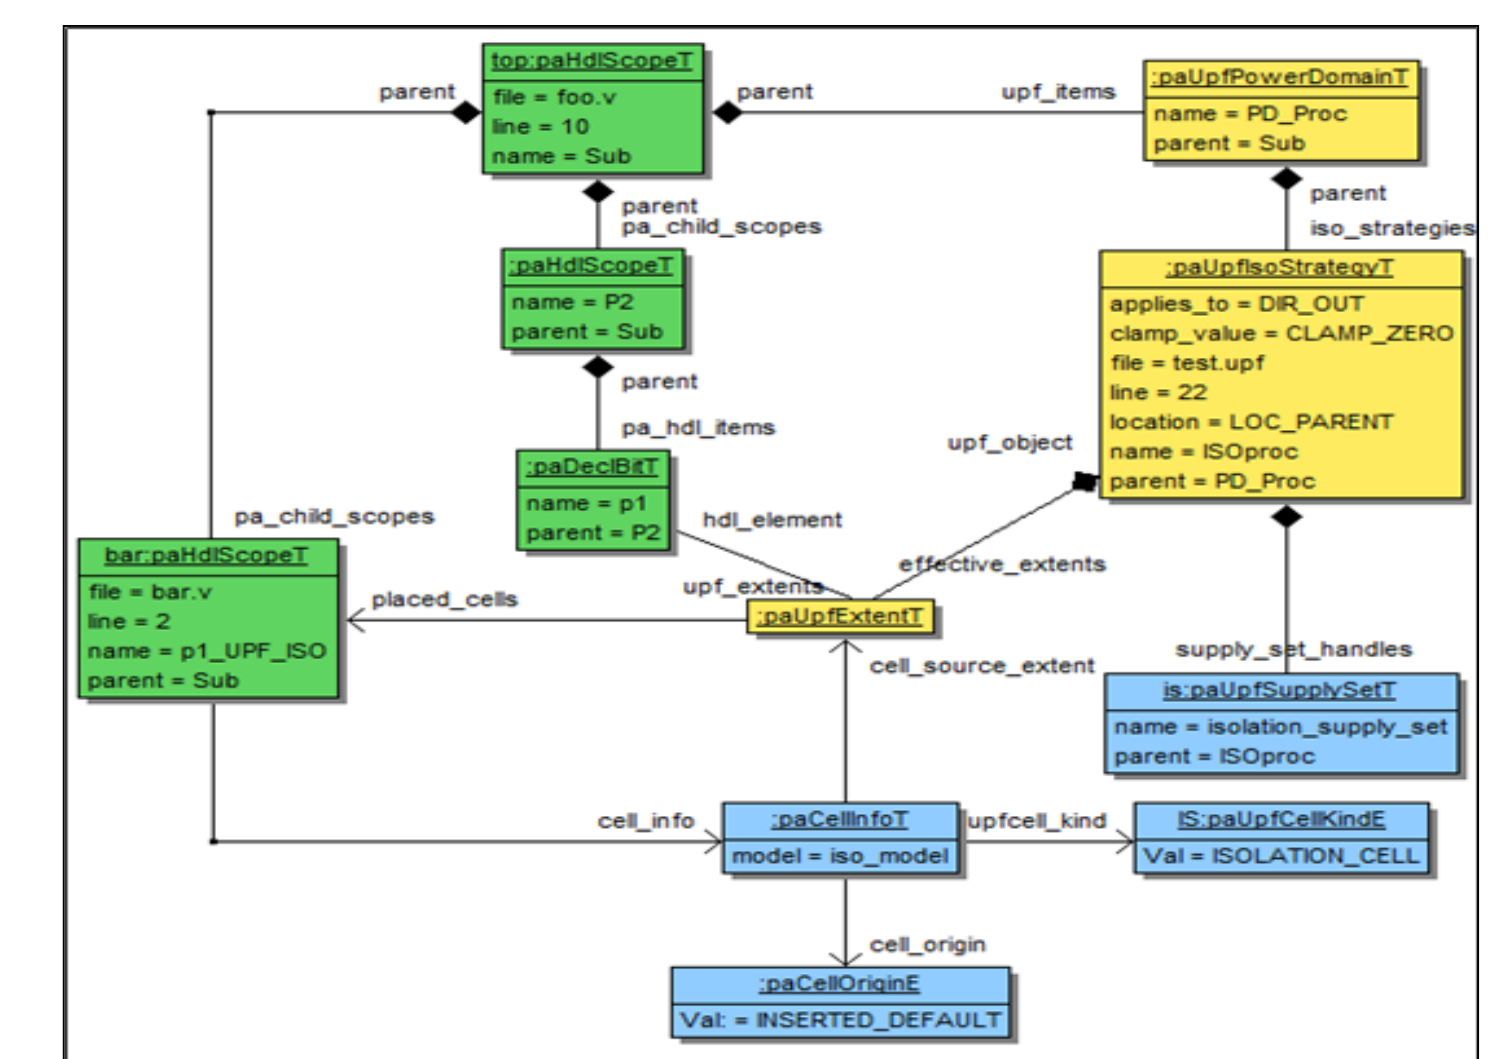 top:paHdlScopeT
file = foo.v
line = 10
name = Sub
parent
parent
upf_items
:paUpfPowerDomainT
name = PD_Proc
parent = Sub
parent
pa_child_scopes
parent
iso_strategies
:paHdlScopeT
name = P2
parent = Sub
:paUpfIsoStrategyT
applies_to = DIR_OUT
clamp_value = CLAMP_ZERO
file = test.upf
line = 22
location = LOC_PARENT
name = ISOproc
parent = PD_Proc
parent
pa_hdl_items
upf_object
:paDeclBitT
name = p1
parent = P2
hdl_element
effective_extents
pa_child_scopes
bar:paHdlScopeT
file = bar.v
line = 2
name = p1_UPF_ISO
parent = Sub
placed_cells
upf_extents
:paUpfExtentT
cell_source_extent
supply_set_handles
is:paUpfSupplySetT
name = isolation_supply_set
parent = ISOproc
cell_info
:paCellInfoT
model = iso_model
upfcell_kind
IS:paUpfCellKindE
Val = ISOLATION_CELL
cell_origin
:paCellOriginE
Val: = INSERTED_DEFAULT